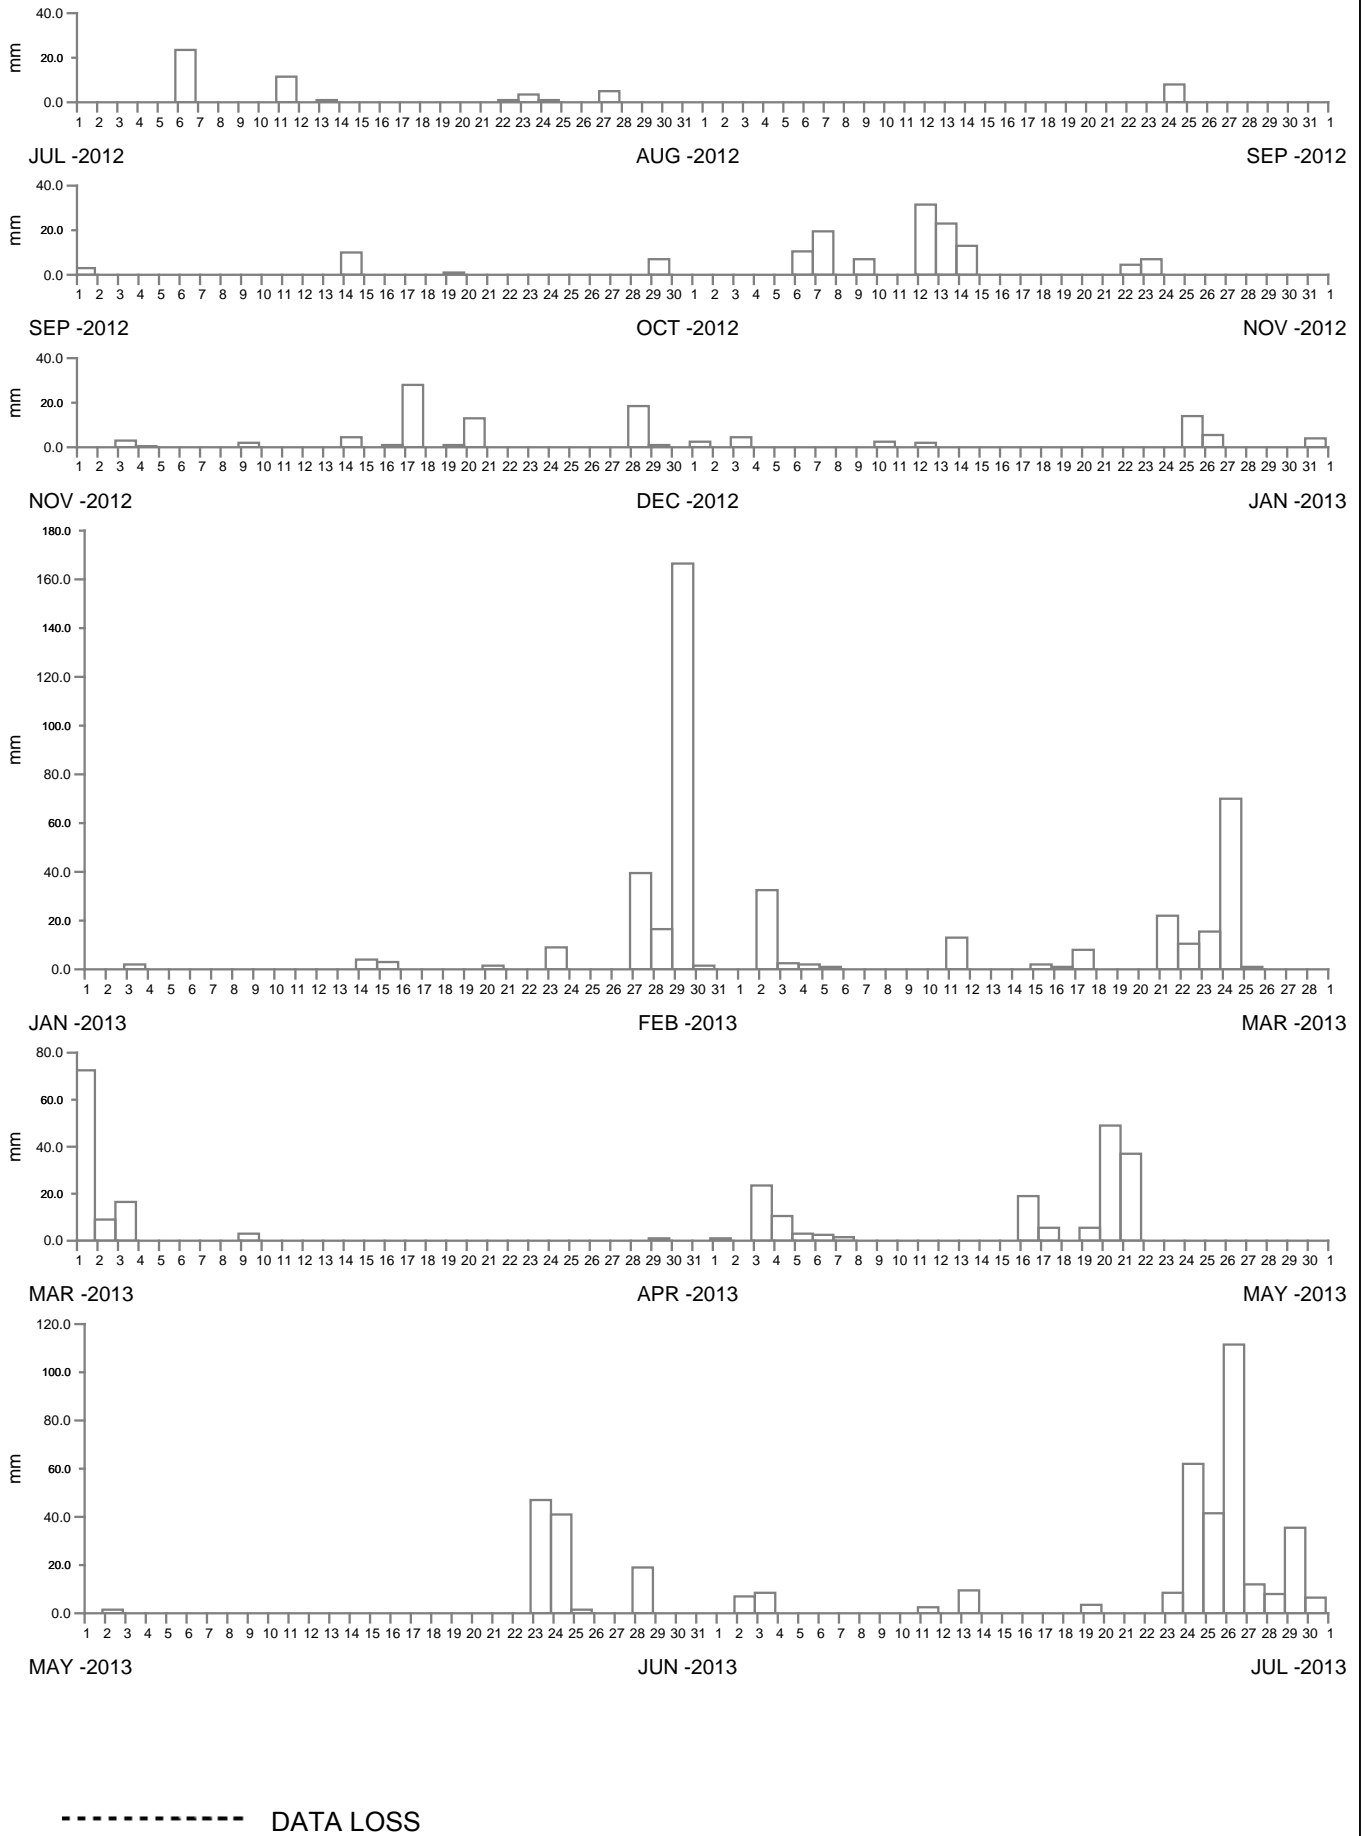 40.0
mm
20.0
0.0
1 2 3 4 5 6 7 8 9 10 11 12 13 14 15 16 17 18 19 20 21 22 23 24 25 26 27 28 29 30 31 1 2 3 4 5 6 7 8 9 10 11 12 13 14 15 16 17 18 19 20 21 22 23 24 25 26 27 28 29 30 31 1
JUL -2012 AUG -2012 SEP -2012
40.0
mm
20.0
0.0
1 2 3 4 5 6 7 8 9 10 11 12 13 14 15 16 17 18 19 20 21 22 23 24 25 26 27 28 29 30 1 2 3 4 5 6 7 8 9 10 11 12 13 14 15 16 17 18 19 20 21 22 23 24 25 26 27 28 29 30 31 1
SEP -2012 OCT -2012 NOV -2012
40.0
mm
20.0
0.0
1 2 3 4 5 6 7 8 9 10 11 12 13 14 15 16 17 18 19 20 21 22 23 24 25 26 27 28 29 30 1 2 3 4 5 6 7 8 9 10 11 12 13 14 15 16 17 18 19 20 21 22 23 24 25 26 27 28 29 30 31 1
NOV -2012 DEC -2012 JAN -2013
180.0
160.0
140.0
120.0
100.0
mm
80.0
60.0
40.0
20.0
0.0
1 2 3 4 5 6 7 8 9 10 11 12 13 14 15 16 17 18 19 20 21 22 23 24 25 26 27 28 29 30 31 1 2 3 4 5 6 7 8 9 10 11 12 13 14 15 16 17 18 19 20 21 22 23 24 25 26 27 28 1
JAN -2013 FEB -2013 MAR -2013
80.0
60.0
mm
40.0
20.0
0.0
1 2 3 4 5 6 7 8 9 10 11 12 13 14 15 16 17 18 19 20 21 22 23 24 25 26 27 28 29 30 31 1 2 3 4 5 6 7 8 9 10 11 12 13 14 15 16 17 18 19 20 21 22 23 24 25 26 27 28 29 30 1
MAR -2013 APR -2013 MAY -2013
120.0
100.0
80.0
mm
60.0
40.0
20.0
0.0
1 2 3 4 5 6 7 8 9 10 11 12 13 14 15 16 17 18 19 20 21 22 23 24 25 26 27 28 29 30 31 1 2 3 4 5 6 7 8 9 10 11 12 13 14 15 16 17 18 19 20 21 22 23 24 25 26 27 28 29 30 1
MAY -2013 JUN -2013 JUL -2013
DATA LOSS